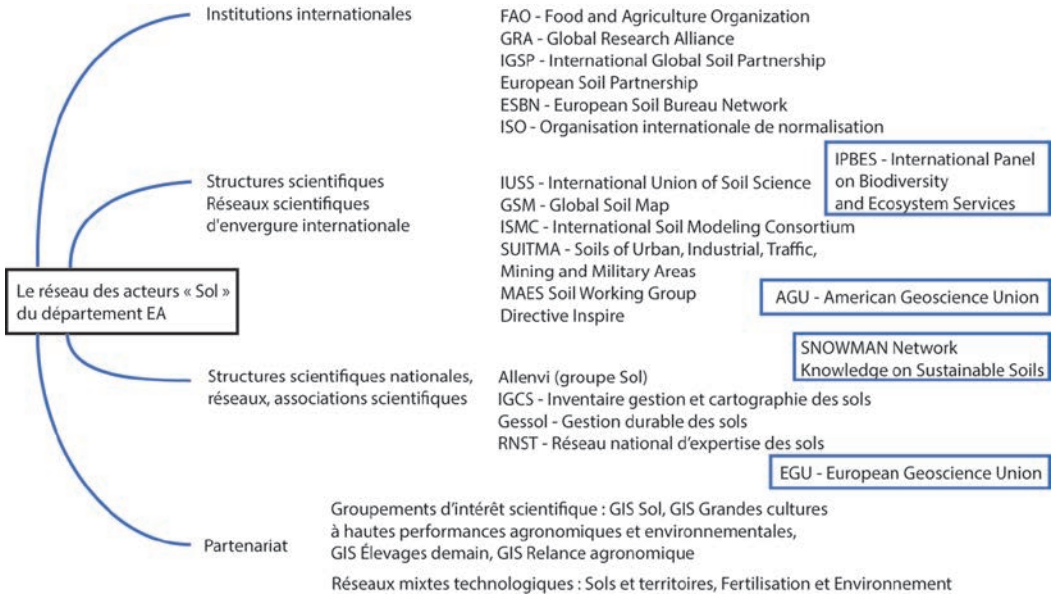 Institutions internationales
FAO - Food and Agriculture Organization
GRA - Global Research Alliance
IGSP - International Global Soil Partnership
European Soil Partnership
ESBN - European Soil Bureau Network
ISO - Organisation internationale de normalisation
IPBES - International Panel
on Biodiversity
and Ecosystem Services
Structures scientifiques
Réseaux scientifiques
d'envergure internationale
IUSS - International Union of Soil Science
GSM - Global Soil Map
ISMC - International Soil Modeling Consortium
SUITMA - Soils of Urban, Industrial, Traffic,
Mining and Military Areas
MAES Soil Working Group
Directive Inspire
Le réseau des acteurs « Sol »
du département EA
AGU - American Geoscience Union
SNOWMAN Network
Knowledge on Sustainable Soils
Structures scientifiques nationales,
réseaux, associations scientifiques
Allenvi (groupe Sol)
IGCS - Inventaire gestion et cartographie des sols
Gessol - Gestion durable des sols
RNST - Réseau national d’expertise des sols
EGU - European Geoscience Union
Partenariat
Groupements d’intérêt scientifique : GIS Sol, GIS Grandes cultures
à hautes performances agronomiques et environnementales,
GIS Élevages demain, GIS Relance agronomique
Réseaux mixtes technologiques : Sols et territoires, Fertilisation et Environnement